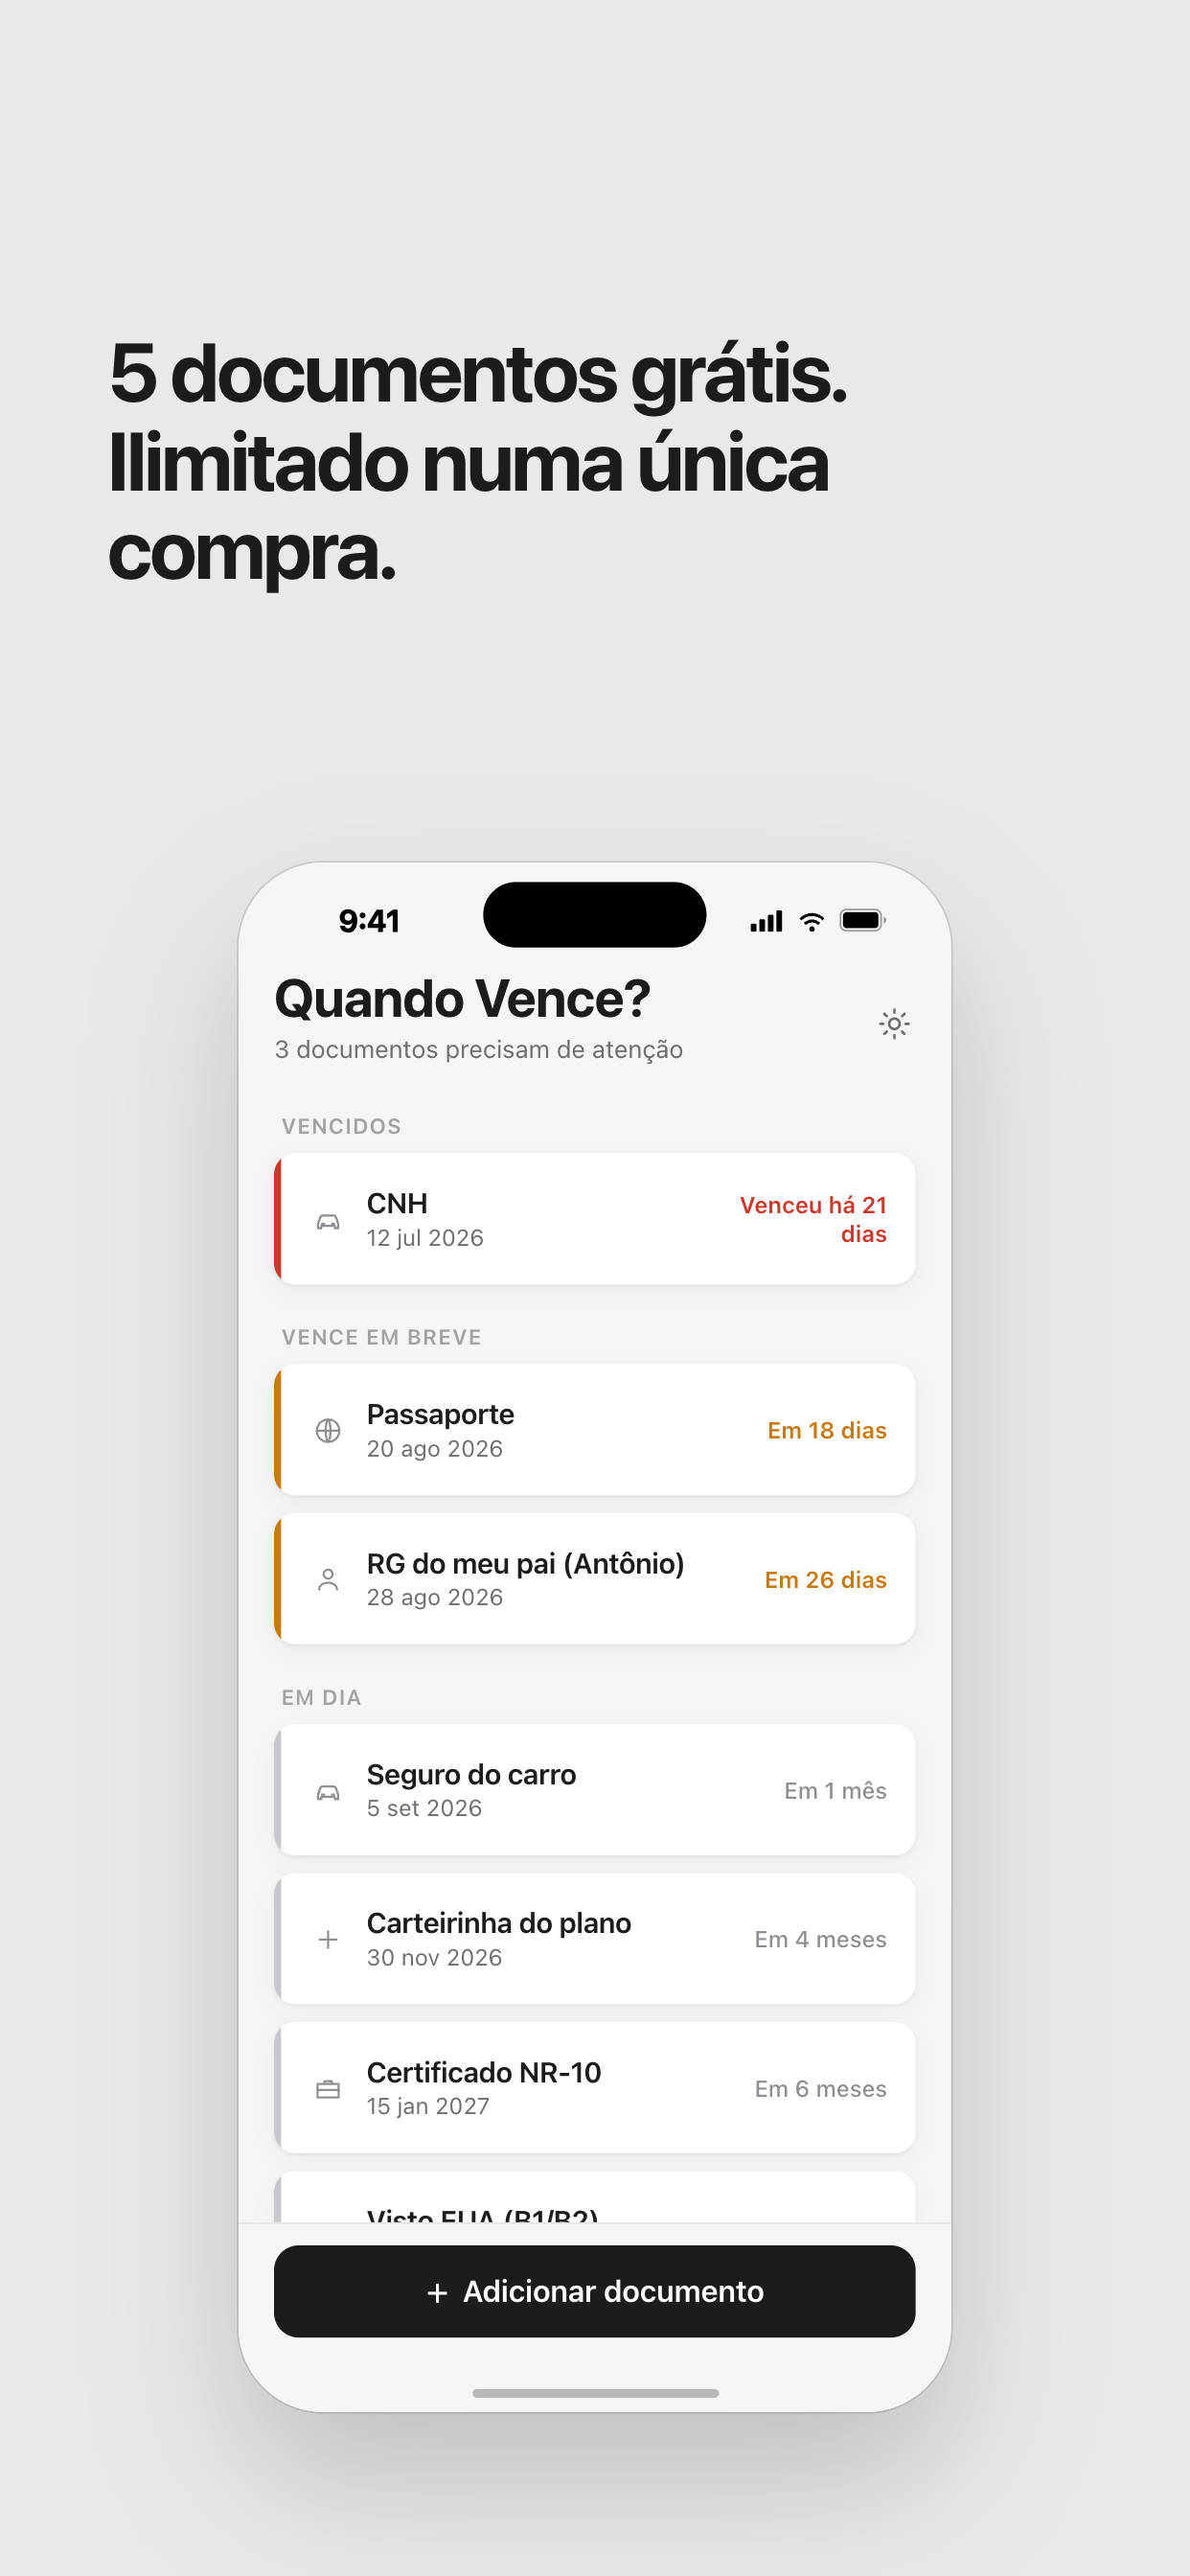 5 documentos grátis.
Ilimitado numa única
compra.
9:41
Quando Vence?
3 documentos precisam de atenção
VENCIDOS
CNH
12 jul 2026
Venceu há 21
dias
VENCE EM BREVE
Passaporte
20 ago 2026
Em 18 dias
RG do meu pai (Antônio)
28 ago 2026
Em 26 dias
EM DIA
Seguro do carro
5 set 2026
Em 1 mês
Carteirinha do plano
30 nov 2026
Em 4 meses
Certificado NR-10
15 jan 2027
Em 6 meses
Visto EUA (B1/B2)
+ Adicionar documento